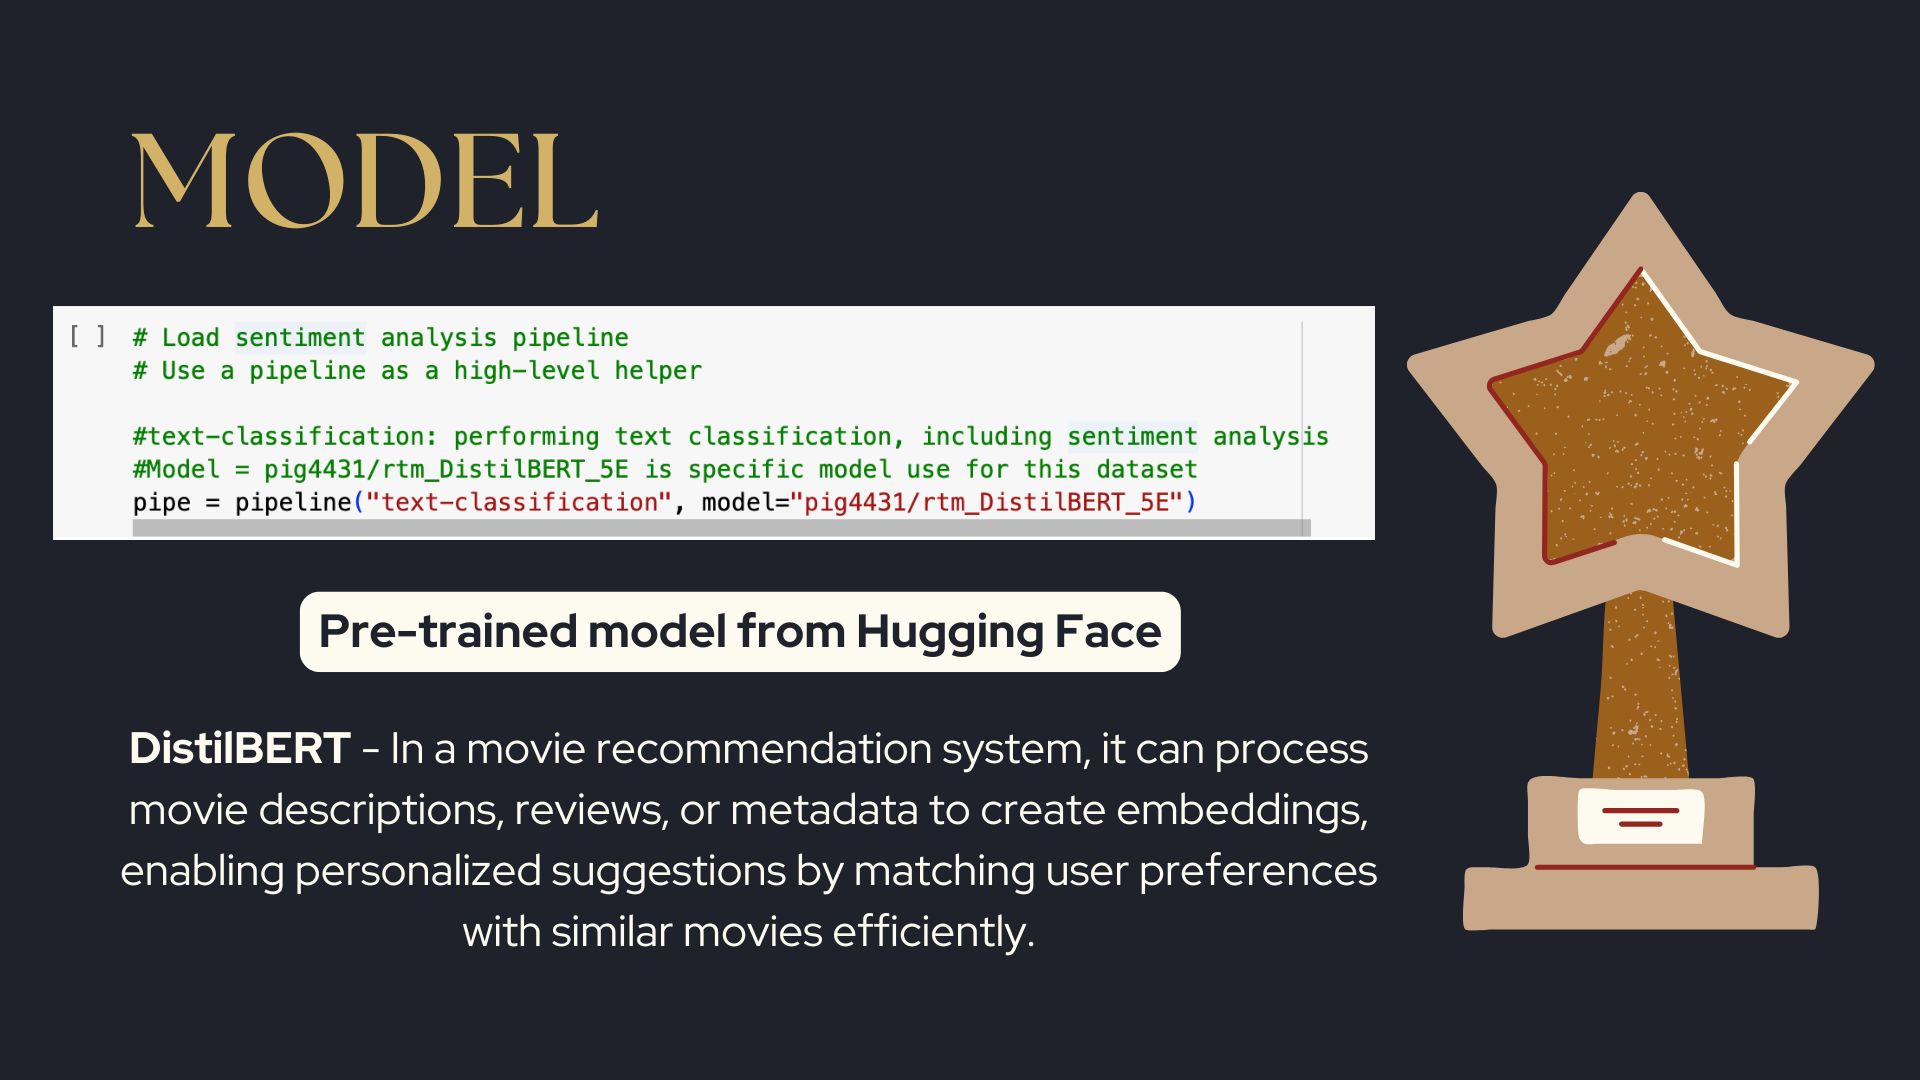 MODEL
[ ] # Load sentiment analysis pipeline
# Use a pipeline as a high-level helper
#text-classification: performing text classification, including sentiment analysis
#Model = pig4431/rtm_DistilBERT_5E is specific model use for this dataset
pipe = pipeline("text-classification", model="pig4431/rtm_DistilBERT_5E")
Pre-trained model from Hugging Face
DistilBERT - In a movie recommendation system, it can process
movie descriptions, reviews, or metadata to create embeddings,
enabling personalized suggestions by matching user preferences
with similar movies efficiently.